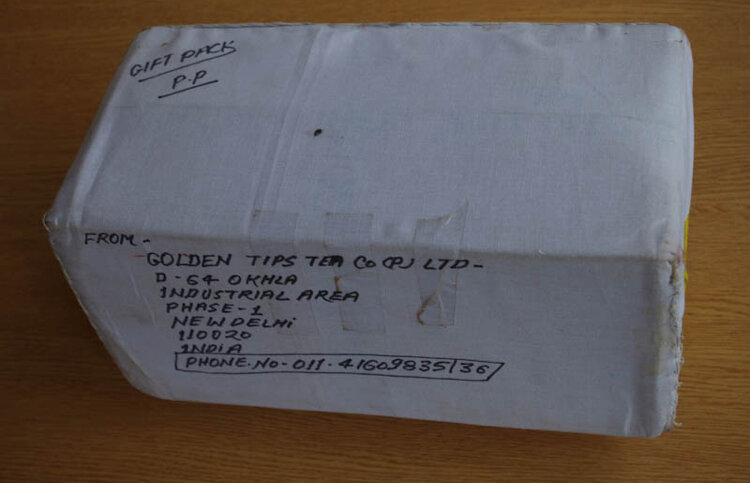 GIFT PACK
P.P
FROM -
GOLDEN TIPS TEA CO (P) LTD -
D - 64 OKHLA
INDUSTRIAL AREA
PHASE - 1
NEW DELHI
110020
INDIA
PHONE. NO - 011 - 41609835/36